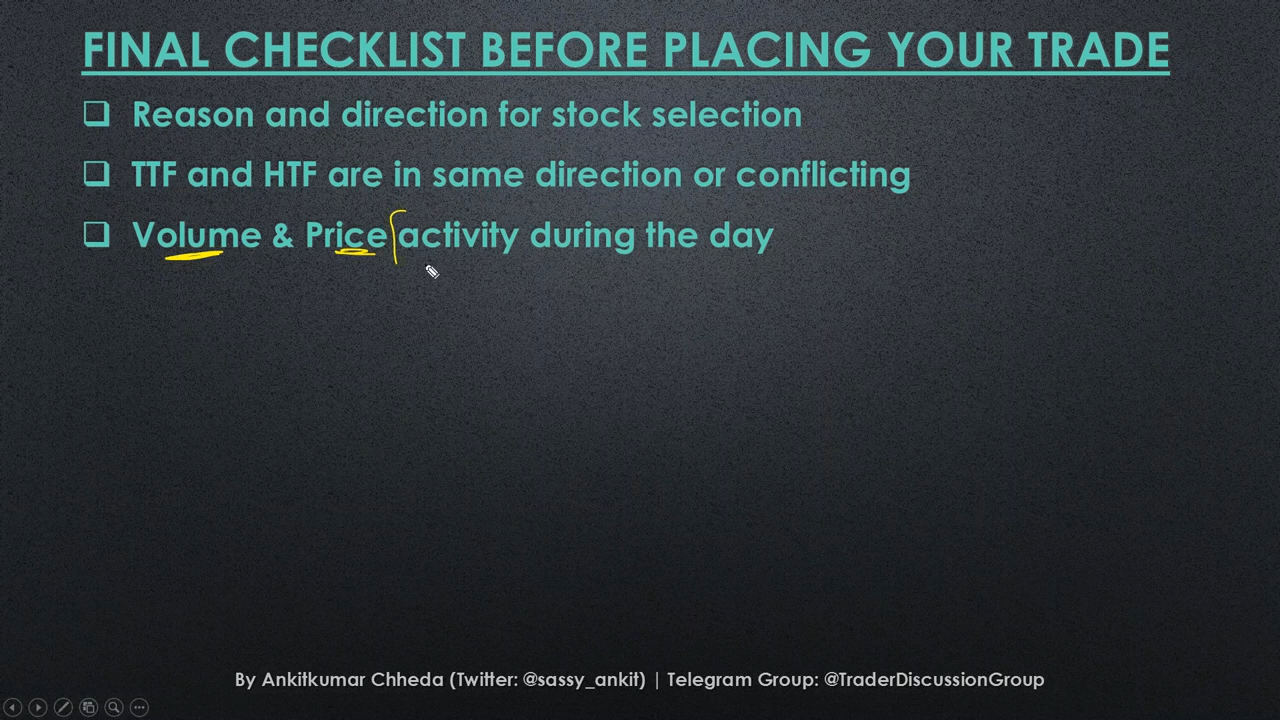 FINAL CHECKLIST BEFORE PLACING YOUR TRADE
Reason and direction for stock selection
TTF and HTF are in same direction or conflicting
Volume & Price activity during the day
By Ankitkumar Chheda (Twitter: @sassy_ankit) | Telegram Group: @TraderDiscussionGroup